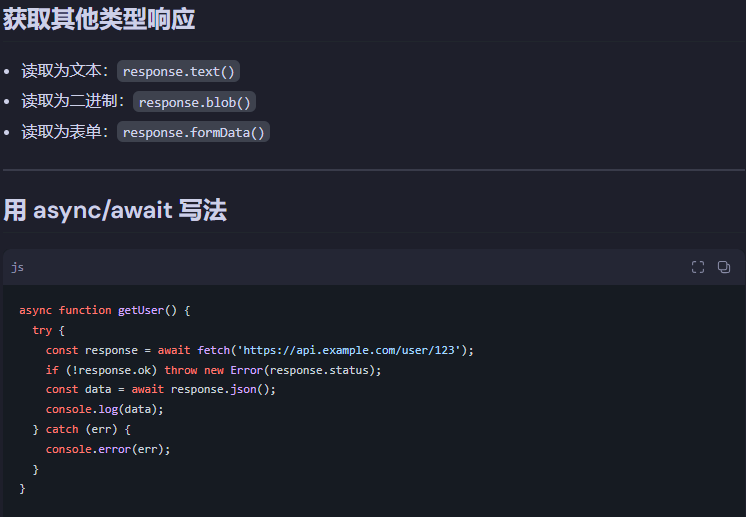 获取其他类型响应
读取为文本：response.text()
读取为二进制：response.blob()
读取为表单：response.formData()
用 async/await 写法
js
async function getUser() {
  try {
    const response = await fetch('https://api.example.com/user/123');
    if (!response.ok) throw new Error(response.status);
    const data = await response.json();
    console.log(data);
  } catch (err) {
    console.error(err);
  }
}